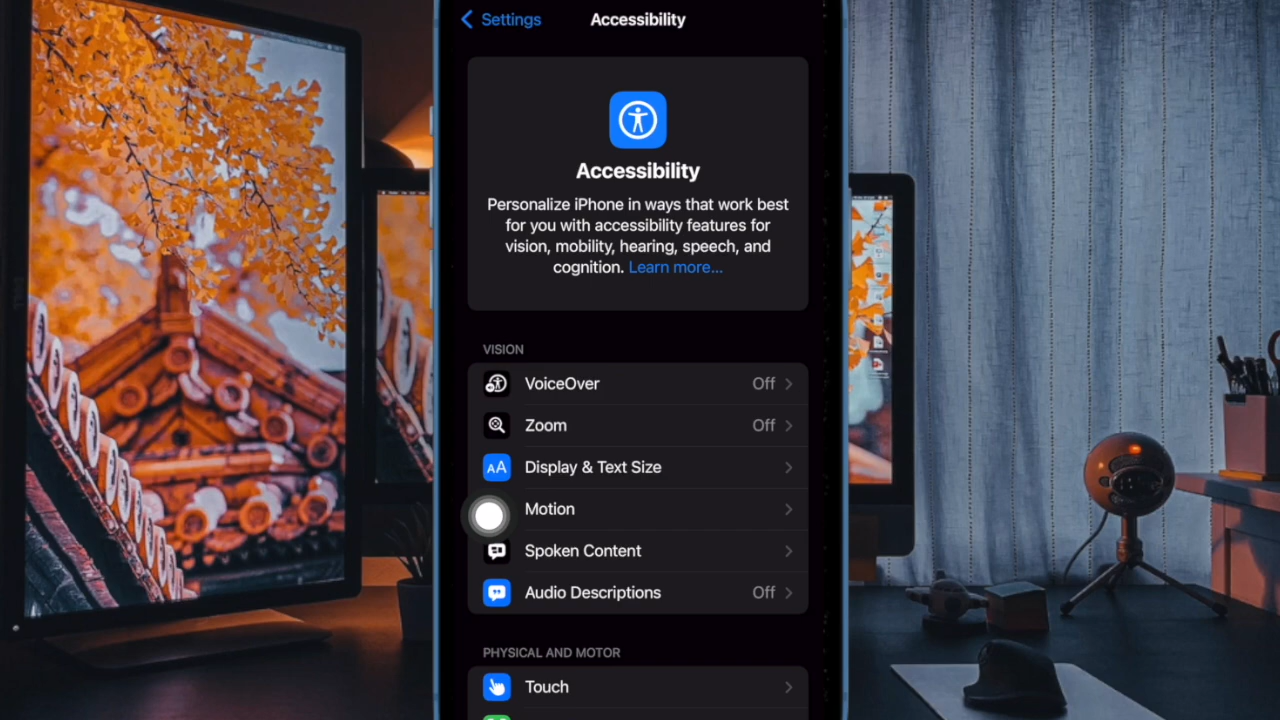 Settings
Accessibility
Accessibility
Personalize iPhone in ways that work best
for you with accessibility features for
vision, mobility, hearing, speech, and
cognition. Learn more...
VISION
VoiceOver Off
Zoom Off
AA Display & Text Size
Motion
Spoken Content
Audio Descriptions Off
PHYSICAL AND MOTOR
Touch